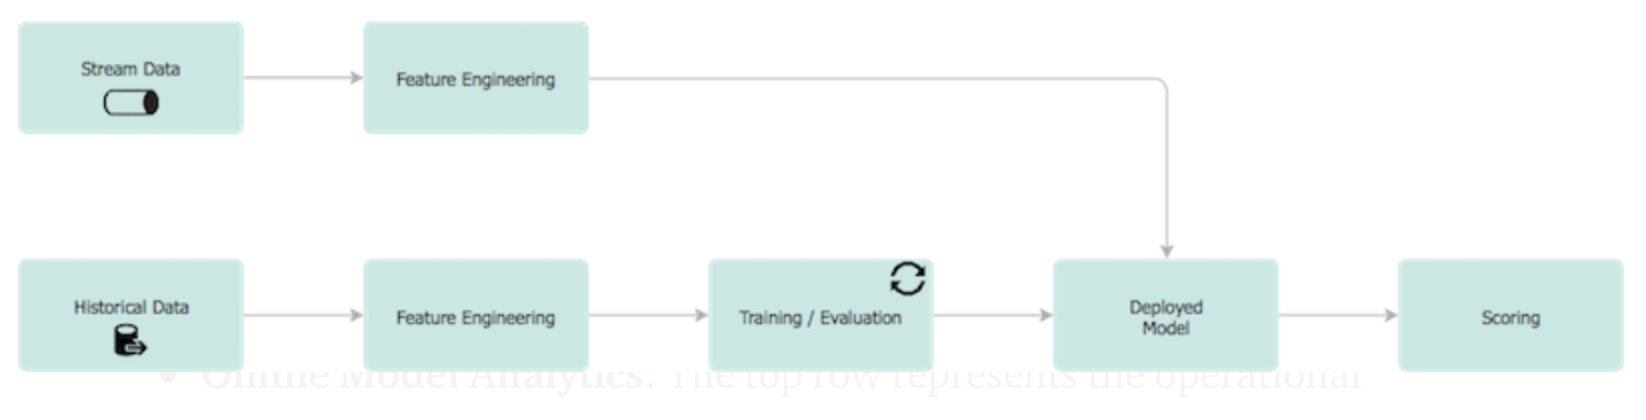 Stream Data
Feature Engineering
Historical Data
Feature Engineering
Training / Evaluation
Deployed
Model
Scoring
Online Model Analytics: The top row represents the operational